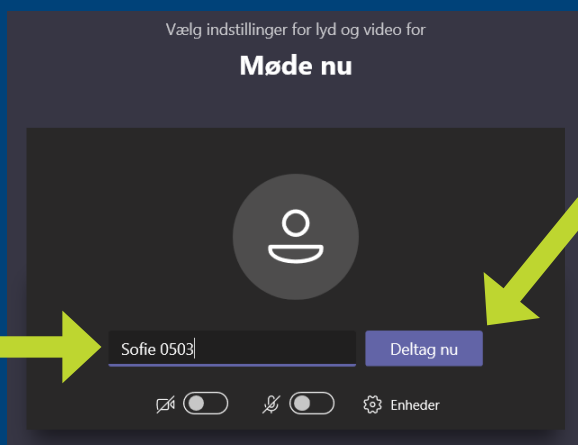 Vælg indstillinger for lyd og video for
Møde nu
Sofie 0503
Deltag nu
Enheder